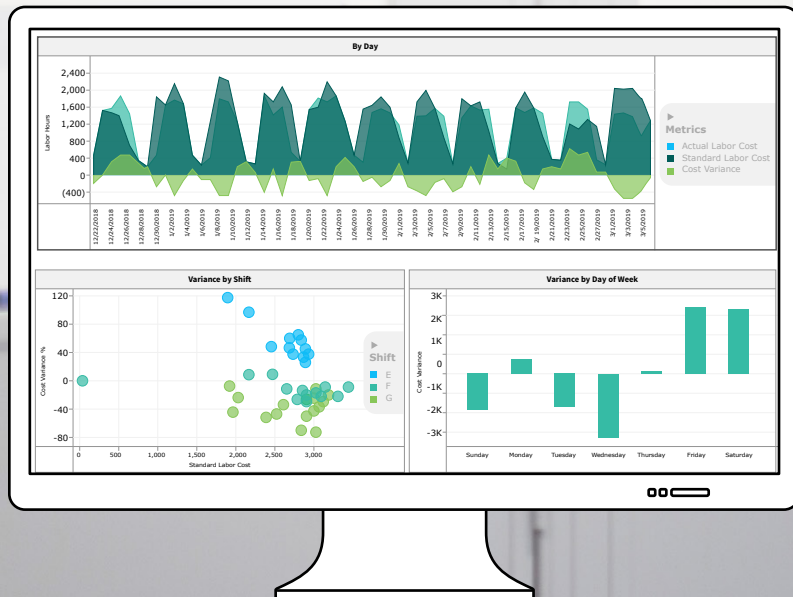 By Day
Labor Hours
2,400
2,000
1,600
1,200
800
400
0
(400)
12/22/2018
12/24/2018
12/26/2018
12/28/2018
12/30/2018
1/2/2019
1/4/2019
1/6/2019
1/8/2019
1/10/2019
1/12/2019
1/14/2019
1/16/2019
1/18/2019
1/20/2019
1/22/2019
1/24/2019
1/26/2019
1/28/2019
1/30/2019
2/1/2019
2/3/2019
2/5/2019
2/7/2019
2/9/2019
2/11/2019
2/13/2019
2/15/2019
2/17/2019
2/ 19/2019
2/21/2019
2/23/2019
2/25/2019
2/27/2019
3/1/2019
3/3/2019
3/5/2019
Metrics
Actual Labor Cost
Standard Labor Cost
Cost Variance
Variance by Shift
Cost Variance %
120
80
40
0
-40
-80
0 500 1,000 1,500 2,000 2,500 3,000
Standard Labor Cost
Shift
E
F
G
Variance by Day of Week
Cost Variance
3K
2K
1K
0
-1K
-2K
-3K
Sunday Monday Tuesday Wednesday Thursday Friday Saturday